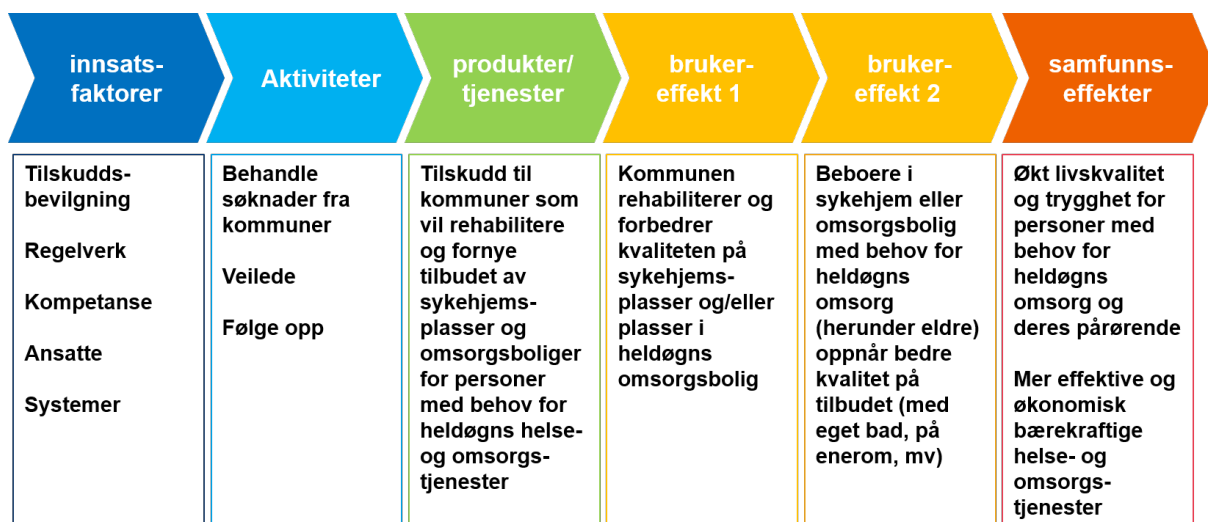 innsats-
faktorer
Aktiviteter
produkter/
tjenester
bruker-
effekt 1
bruker-
effekt 2
samfunns-
effekter
Tilskudds-
bevilgning
Regelverk
Kompetanse
Ansatte
Systemer
Behandle
søknader fra
kommuner
Veilede
Følge opp
Tilskudd til
kommuner som
vil rehabilitere
og fornye
tilbudet av
sykehjems-
plasser og
omsorgsboliger
for personer
med behov for
heldøgns helse-
og omsorgs-
tjenester
Kommunen
rehabiliterer og
forbedrer
kvaliteten på
sykehjems-
plasser og/eller
plasser i
heldøgns
omsorgsbolig
Beboere i
sykehjem eller
omsorgsbolig
med behov for
heldøgns
omsorg
(herunder eldre)
oppnår bedre
kvalitet på
tilbudet (med
eget bad, på
enerom, mv)
Økt livskvalitet
og trygghet for
personer med
behov for
heldøgns
omsorg og
deres pårørende
Mer effektive og
økonomisk
bærekraftige
helse- og
omsorgs-
tjenester